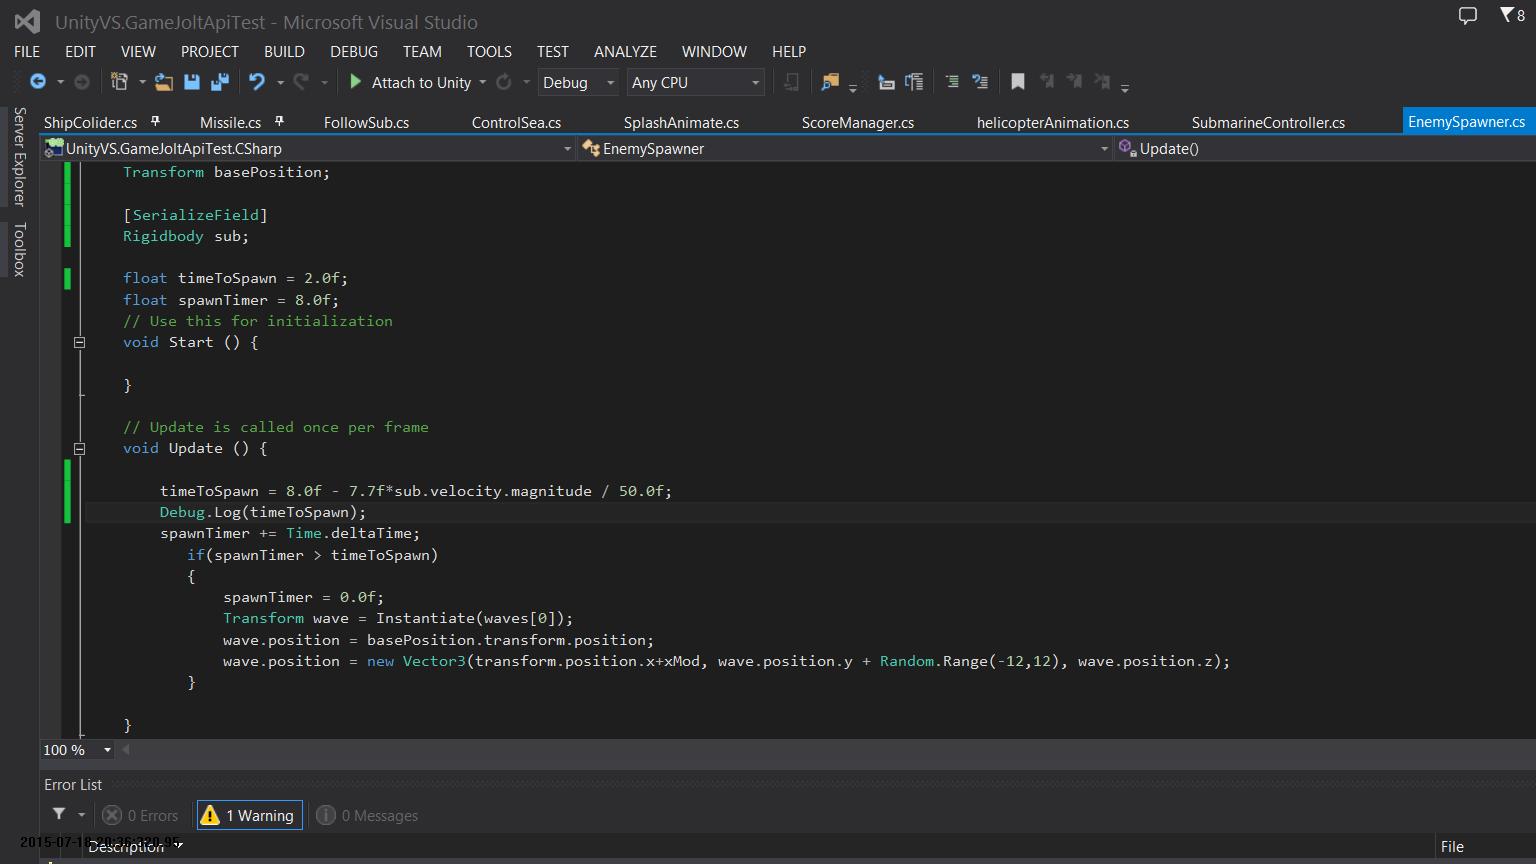 UnityVS.GameJoltApiTest - Microsoft Visual Studio
8
FILE EDIT VIEW PROJECT BUILD DEBUG TEAM TOOLS TEST ANALYZE WINDOW HELP
Attach to Unity Debug Any CPU
Server Explorer
Toolbox
ShipColider.cs Missile.cs FollowSub.cs ControlSea.cs SplashAnimate.cs ScoreManager.cs helicopterAnimation.cs SubmarineController.cs EnemySpawner.cs
UnityVS.GameJoltApiTest.CSharp EnemySpawner Update()
Transform basePosition;
[SerializeField]
Rigidbody sub;
float timeToSpawn = 2.0f;
float spawnTimer = 8.0f;
// Use this for initialization
void Start () {
}
// Update is called once per frame
void Update () {
timeToSpawn = 8.0f - 7.7f*sub.velocity.magnitude / 50.0f;
Debug.Log(timeToSpawn);
spawnTimer += Time.deltaTime;
if(spawnTimer > timeToSpawn)
{
spawnTimer = 0.0f;
Transform wave = Instantiate(waves[0]);
wave.position = basePosition.transform.position;
wave.position = new Vector3(transform.position.x+xMod, wave.position.y + Random.Range(-12,12), wave.position.z);
}
}
100 %
Error List
0 Errors 1 Warning 0 Messages
Description File